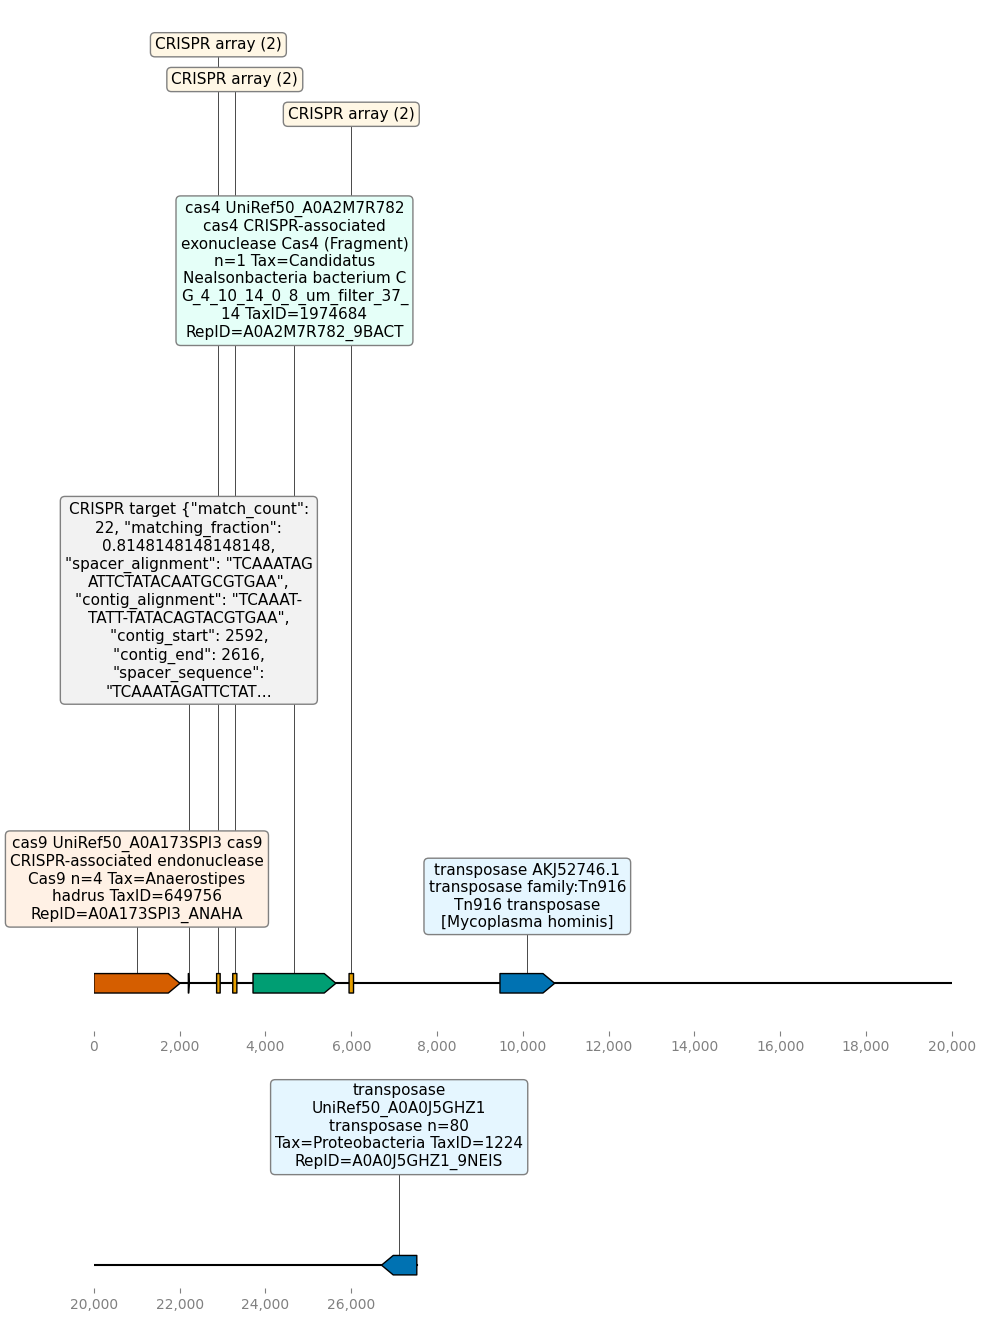 CRISPR array (2)
CRISPR array (2)
CRISPR array (2)
cas4 UniRef50_A0A2M7R782
cas4 CRISPR-associated
exonuclease Cas4 (Fragment)
n=1 Tax=Candidatus
Nealsonbacteria bacterium C
G_4_10_14_0_8_um_filter_37_
14 TaxID=1974684
RepID=A0A2M7R782_9BACT
CRISPR target {"match_count":
22, "matching_fraction":
0.8148148148148148,
"spacer_alignment": "TCAAATAG
ATTCTATACAATGCGTGAA",
"contig_alignment": "TCAAAT-
TATT-TATACAGTACGTGAA",
"contig_start": 2592,
"contig_end": 2616,
"spacer_sequence":
"TCAAATAGATTCTAT…
cas9 UniRef50_A0A173SPI3 cas9
CRISPR-associated endonuclease
Cas9 n=4 Tax=Anaerostipes
hadrus TaxID=649756
RepID=A0A173SPI3_ANAHA
transposase AKJ52746.1
transposase family:Tn916
Tn916 transposase
[Mycoplasma hominis]
0 2,000 4,000 6,000 8,000 10,000 12,000 14,000 16,000 18,000 20,000
transposase
UniRef50_A0A0J5GHZ1
transposase n=80
Tax=Proteobacteria TaxID=1224
RepID=A0A0J5GHZ1_9NEIS
20,000 22,000 24,000 26,000